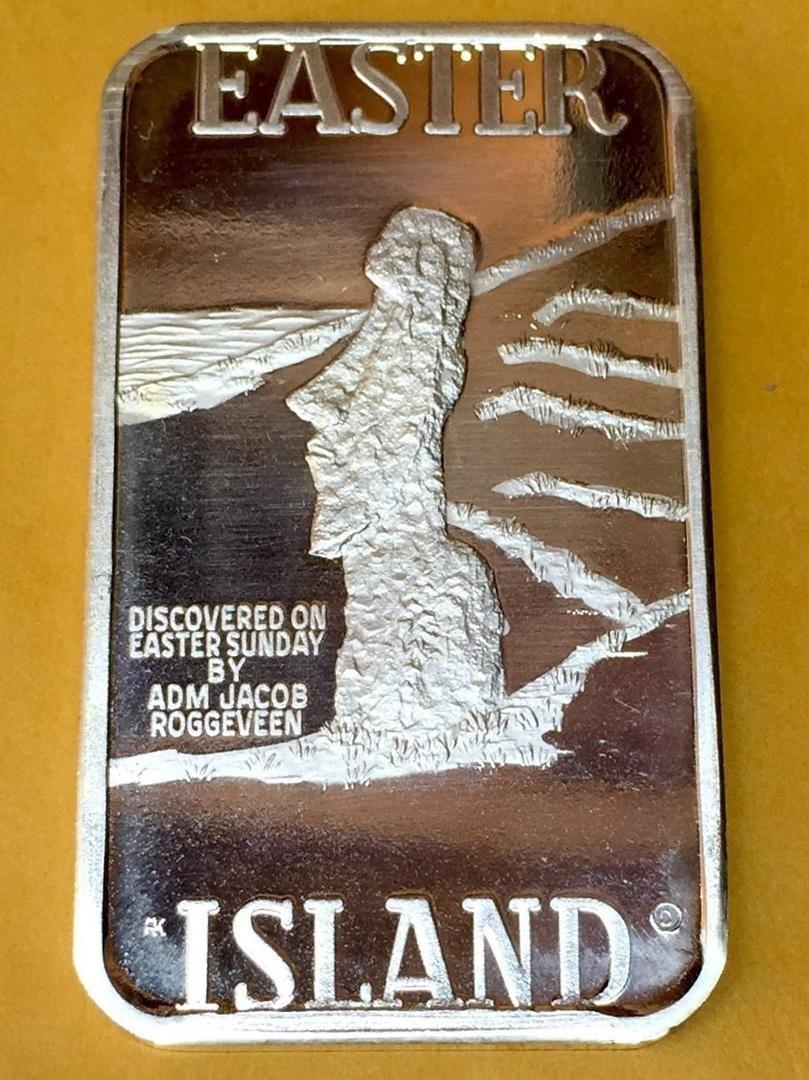 EASTER
DISCOVERED ON
EASTER SUNDAY
BY
ADM JACOB
ROGGEVEEN
ISLAND